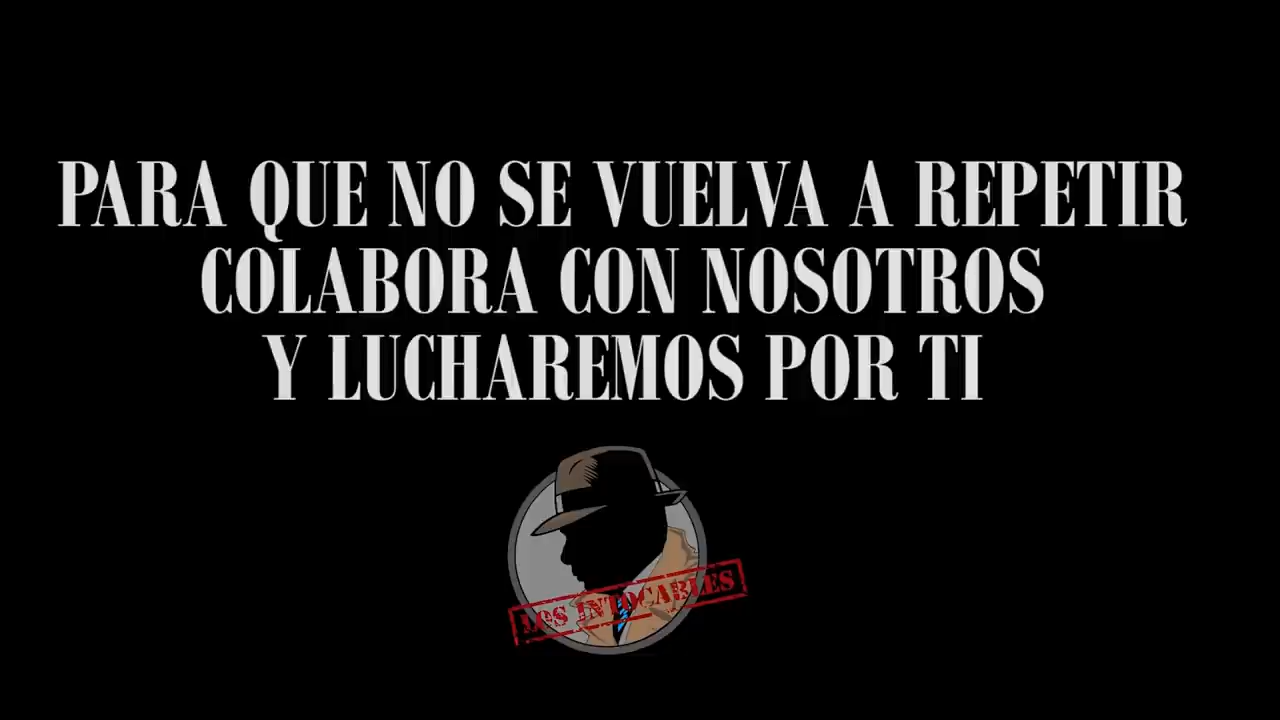 PARA QUE NO SE VUELVA A REPETIR
COLABORA CON NOSOTROS
Y LUCHAREMOS POR TI
LOS INTOCABLES